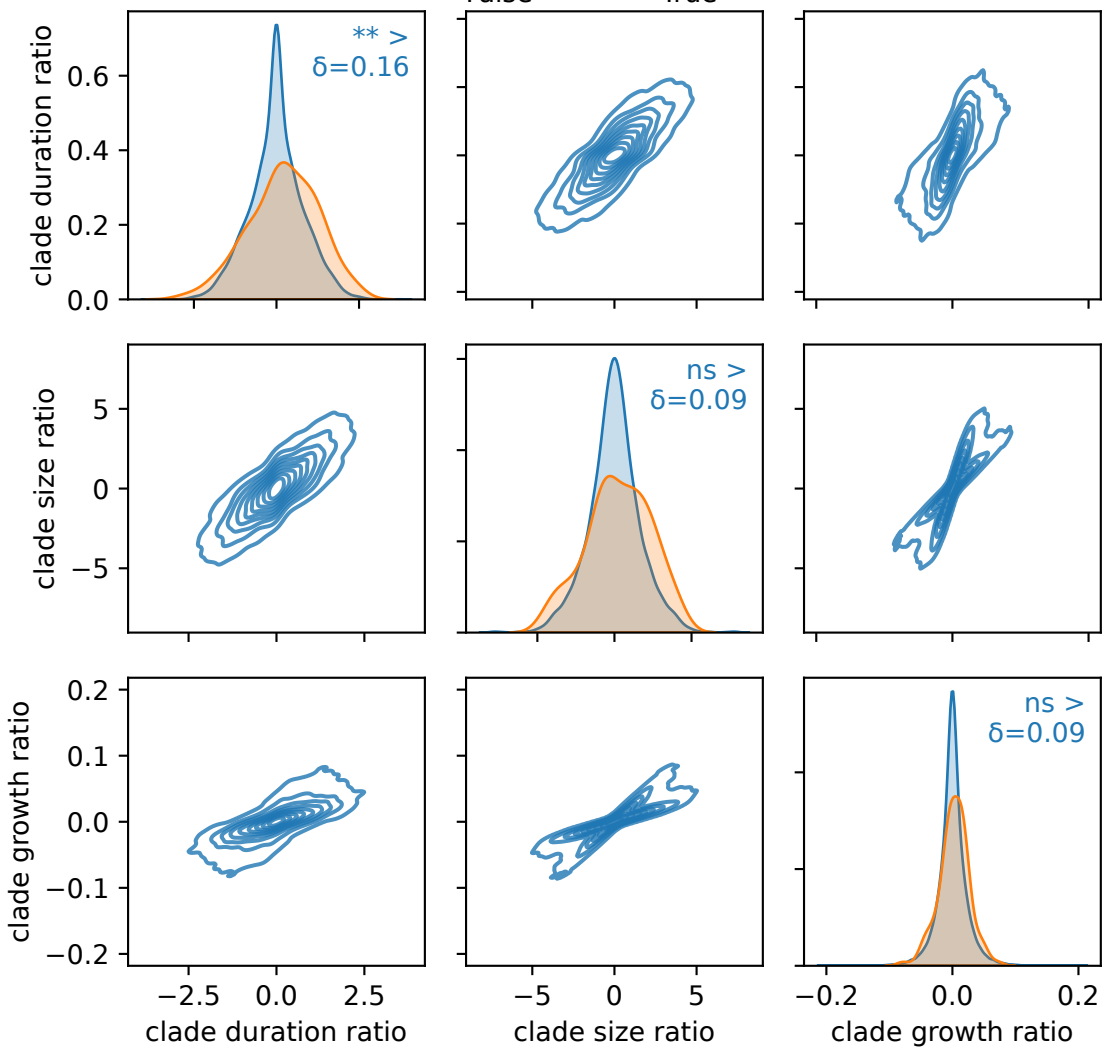 False True
clade duration ratio
0.6
0.4
0.2
0.0
** >
δ=0.16
clade size ratio
5
0
−5
ns >
δ=0.09
clade growth ratio
0.2
0.1
0.0
−0.1
−0.2
ns >
δ=0.09
−2.5 0.0 2.5
−5 0 5
−0.2 0.0 0.2
clade duration ratio
clade size ratio
clade growth ratio